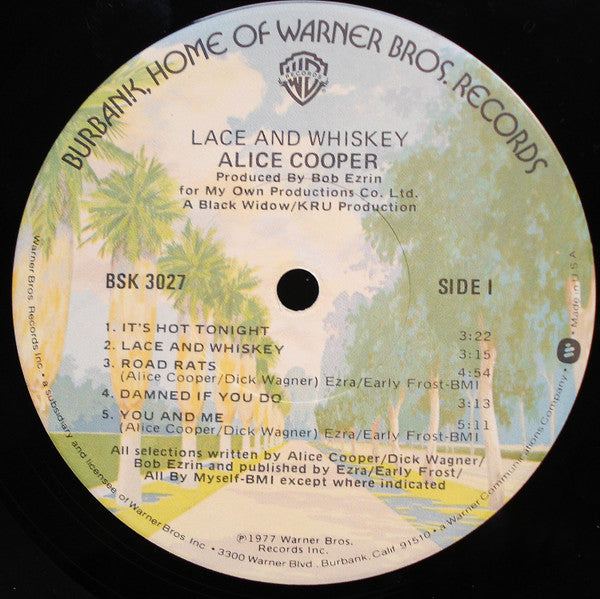 BURBANK, HOME OF WARNER BROS. RECORDS
W RECORDS
LACE AND WHISKEY
ALICE COOPER
Produced By Bob Ezrin
for My Own Productions Co. Ltd.
A Black Widow/KRU Production
BSK 3027
SIDE 1
1. IT'S HOT TONIGHT 3:22
2. LACE AND WHISKEY 3:15
3. ROAD RATS 4:54
(Alice Cooper/Dick Wagner) Ezra/Early Frost-BMI
4. DAMNED IF YOU DO 3:13
5. YOU AND ME 5:11
(Alice Cooper/Dick Wagner) Ezra/Early Frost-BMI
All selections written by Alice Cooper/Dick Wagner/
Bob Ezrin and published by Ezra/Early Frost/
All By Myself-BMI except where indicated
℗1977 Warner Bros.
Records Inc.
Warner Bros. Records Inc. • a subsidiary and licensee of Warner Bros. Inc. • 3300 Warner Blvd., Burbank, Calif. 91510 • a Warner Communications Company. • Made in U.S.A.